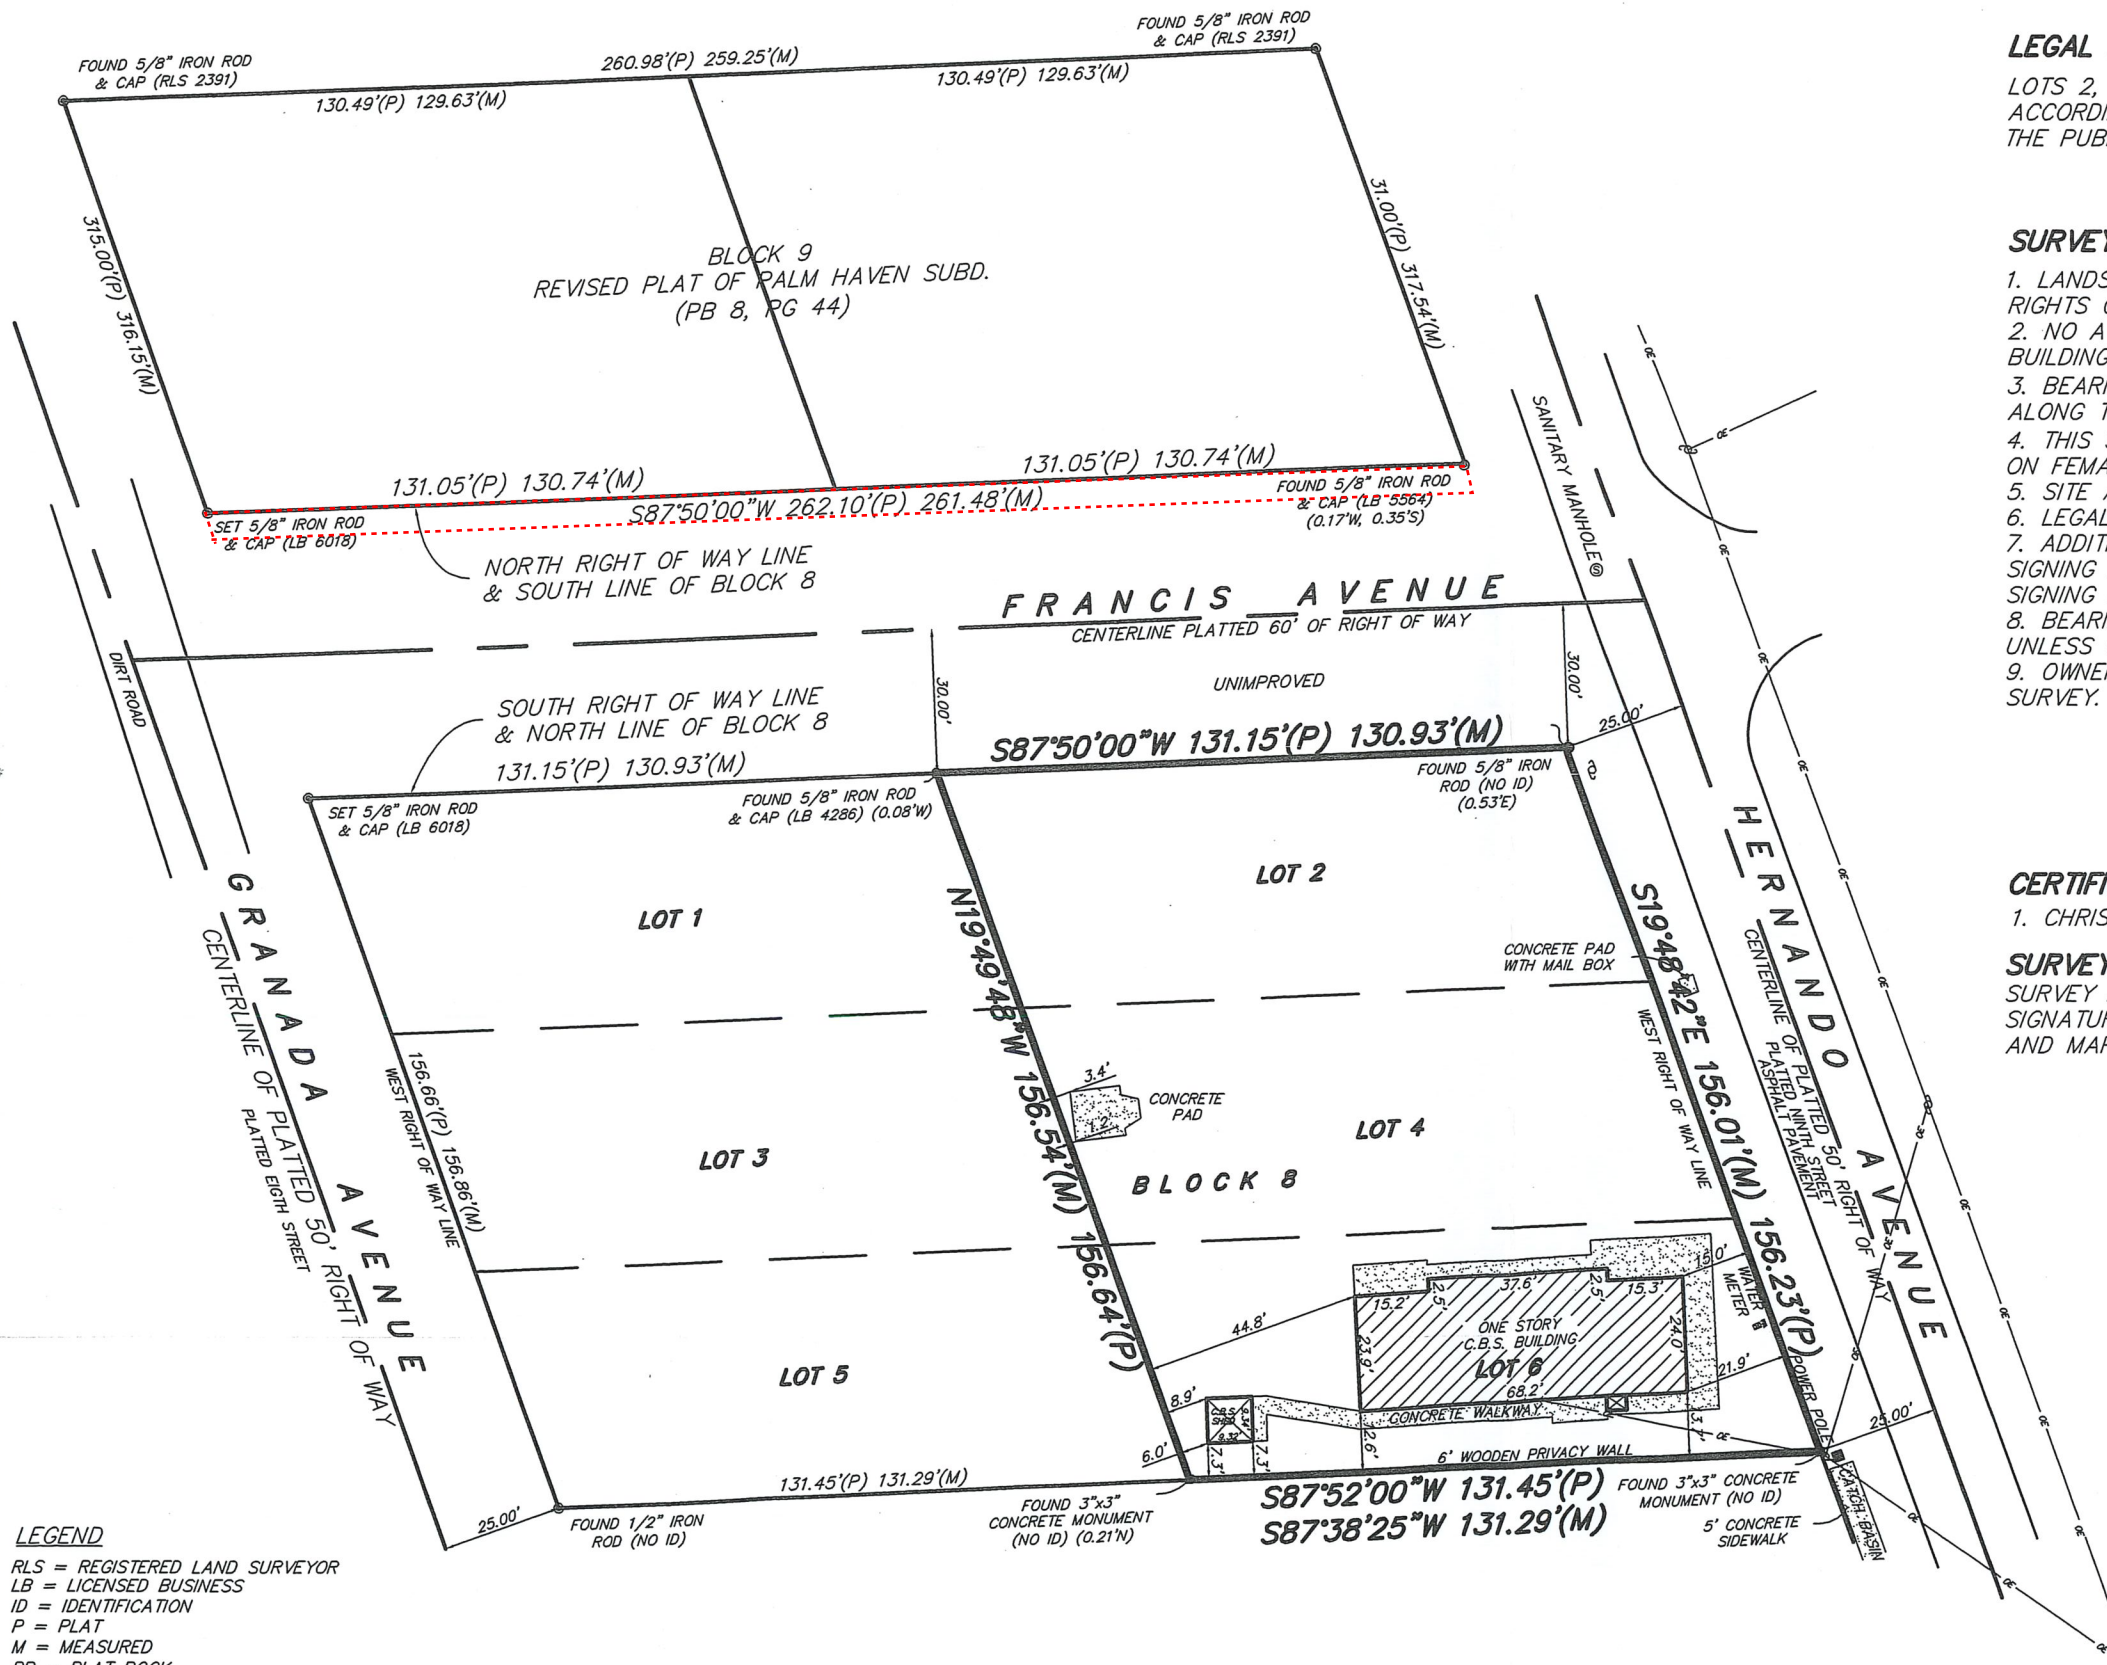 FOUND 5/8" IRON ROD
& CAP (RLS 2391)
260.98'(P) 259.25'(M)
130.49'(P) 129.63'(M)
FOUND 5/8" IRON ROD
& CAP (RLS 2391)
130.49'(P) 129.63'(M)
315.00'(P) 316.15'(M)
BLOCK 9
REVISED PLAT OF PALM HAVEN SUBD.
(PB 8, PG 44)
31.00'(P) 317.54'(M)
131.05'(P) 130.74'(M)
131.05'(P) 130.74'(M)
S87°50'00"W 262.10'(P) 261.48'(M)
SET 5/8" IRON ROD
& CAP (LB 6018)
FOUND 5/8" IRON ROD
& CAP (LB 5564)
(0.17'W, 0.35'S)
NORTH RIGHT OF WAY LINE
& SOUTH LINE OF BLOCK 8
SANITARY MANHOLE Ⓢ
FRANCIS AVENUE
CENTERLINE PLATTED 60' OF RIGHT OF WAY
UNIMPROVED
30.00'
30.00'
25.00'
DIRT ROAD
SOUTH RIGHT OF WAY LINE
& NORTH LINE OF BLOCK 8
131.15'(P) 130.93'(M)
S87°50'00"W 131.15'(P) 130.93'(M)
SET 5/8" IRON ROD
& CAP (LB 6018)
FOUND 5/8" IRON ROD
& CAP (LB 4286) (0.08'W)
FOUND 5/8" IRON
ROD (NO ID)
(0.53'E)
LOT 1
LOT 2
GRANADA AVENUE
CENTERLINE OF PLATTED 50' RIGHT OF WAY
PLATTED EIGTH STREET
156.66'(P) 156.86'(M)
WEST RIGHT OF WAY LINE
N19°49'48"W 156.54'(M) 156.64'(P)
S19°48'42"E 156.01'(M) 156.23'(P)
WEST RIGHT OF WAY LINE
HERNANDO AVENUE
CENTERLINE OF PLATTED 50' RIGHT OF WAY
PLATTED NINTH STREET
ASPHALT PAVEMENT
CONCRETE PAD
WITH MAIL BOX
3.4'
1.2'
CONCRETE
PAD
LOT 3
LOT 4
BLOCK 8
LOT 5
44.8'
15.2'
2.5'
37.6'
2.5'
15.3'
15.0'
ONE STORY
C.B.S. BUILDING
LOT 6
23.9'
24.0'
68.2'
21.9'
WATER
METER
8.9'
6.0'
C.B.S.
SHED
9.32'
7.3'
7.3'
CONCRETE WALKWAY
6' WOODEN PRIVACY WALL
POWER POLE
25.00'
25.00'
131.45'(P) 131.29'(M)
S87°52'00"W 131.45'(P)
S87°38'25"W 131.29'(M)
FOUND 1/2" IRON
ROD (NO ID)
FOUND 3"x3"
CONCRETE MONUMENT
(NO ID) (0.21'N)
FOUND 3"x3" CONCRETE
MONUMENT (NO ID)
5' CONCRETE
SIDEWALK
CATCH BASIN
LEGEND
RLS = REGISTERED LAND SURVEYOR
LB = LICENSED BUSINESS
ID = IDENTIFICATION
P = PLAT
M = MEASURED
LEGAL
LOTS 2,
ACCORDI
THE PUB
SURVEY
1. LANDS
RIGHTS
2. NO A
BUILDING
3. BEARI
ALONG T
4. THIS
ON FEMA
5. SITE
6. LEGAL
7. ADDIT
SIGNING
SIGNING
8. BEARI
UNLESS
9. OWNE
SURVEY.
CERTIFI
1. CHRIS
SURVEY
SURVEY
SIGNATUR
AND MAP